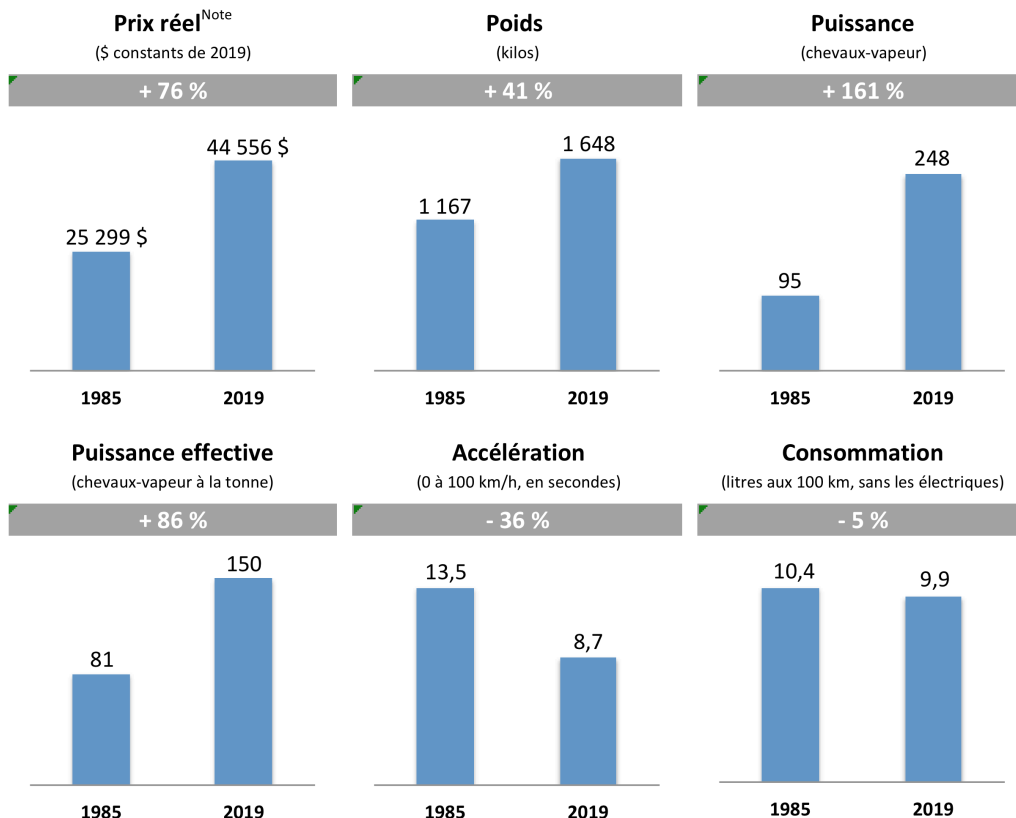 Prix réel Note
($ constants de 2019)
+ 76 %
44 556 $
25 299 $
1985 2019
Poids
(kilos)
+ 41 %
1 648
1 167
1985 2019
Puissance
(chevaux-vapeur)
+ 161 %
248
95
1985 2019
Puissance effective
(chevaux-vapeur à la tonne)
+ 86 %
150
81
1985 2019
Accélération
(0 à 100 km/h, en secondes)
- 36 %
13,5
8,7
1985 2019
Consommation
(litres aux 100 km, sans les électriques)
- 5 %
10,4
9,9
1985 2019